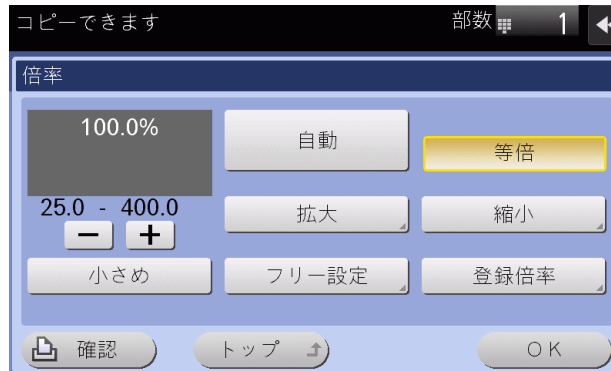 コピーできます 部数 1
倍率
100.0% 自動 等倍
25.0 - 400.0 拡大 縮小
− +
小さめ フリー設定 登録倍率
確認 トップ OK